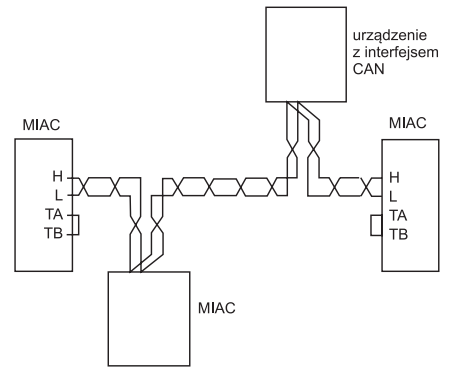 urządzenie
z interfejsem
CAN
MIAC
MIAC
H
L
TA
TB
H
L
TA
TB
MIAC